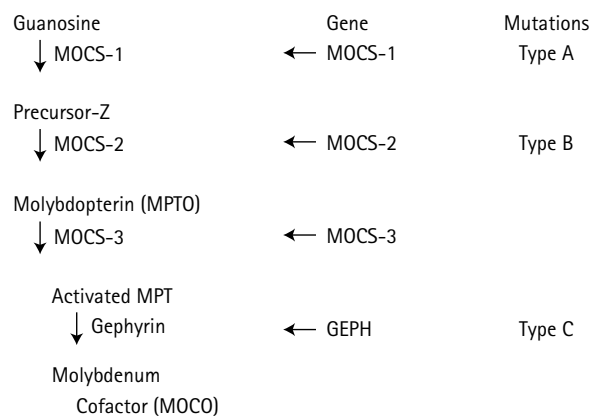 Guanosine Gene Mutations
MOCS-1 MOCS-1 Type A
Precursor-Z
MOCS-2 MOCS-2 Type B
Molybdopterin (MPTO)
MOCS-3 MOCS-3
Activated MPT
Gephyrin GEPH Type C
Molybdenum
Cofactor (MOCO)